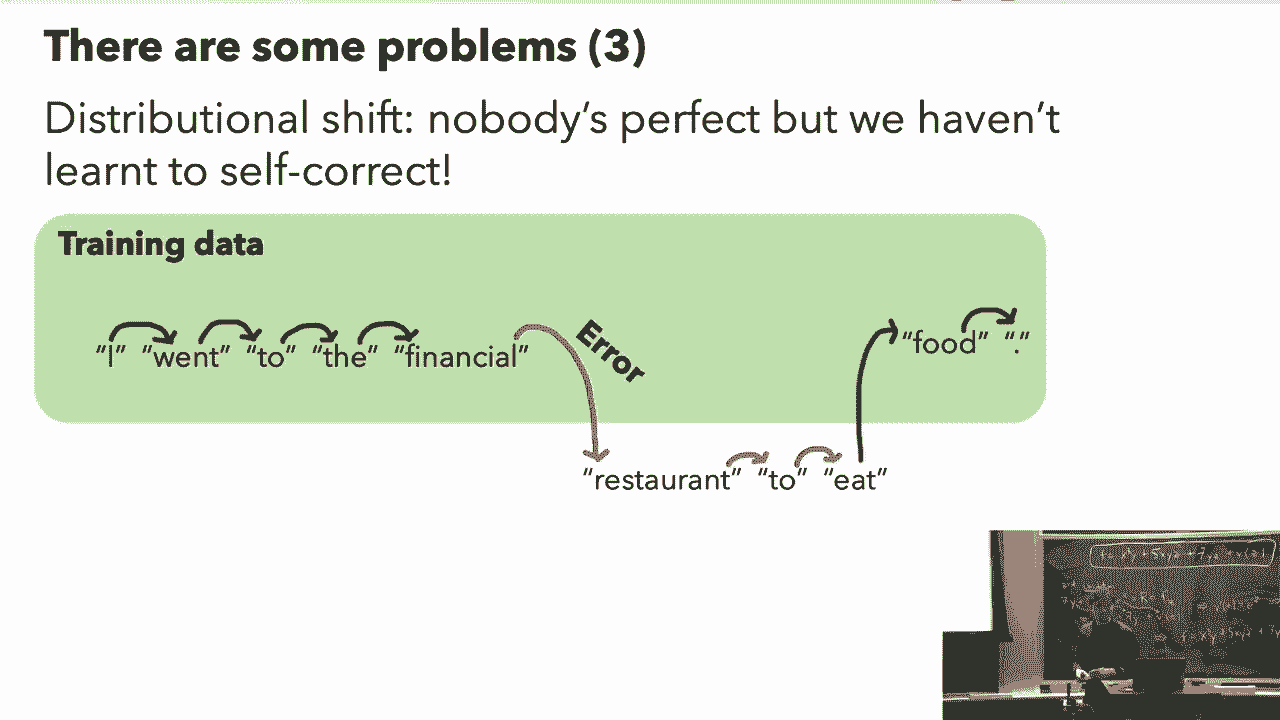 There are some problems (3)
Distributional shift: nobody’s perfect but we haven’t
learnt to self-correct!
Training data
“I” “went” “to” “the” “financial”
Error
“food” “.”
“restaurant” “to” “eat”